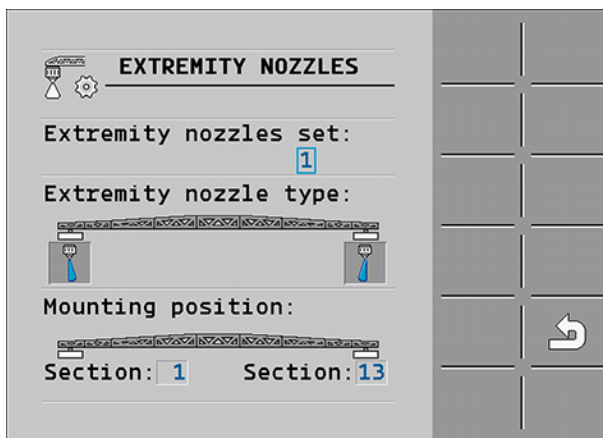 EXTREMITY NOZZLES
Extremity nozzles set:
1
Extremity nozzle type:
Mounting position:
Section: 1 Section: 13